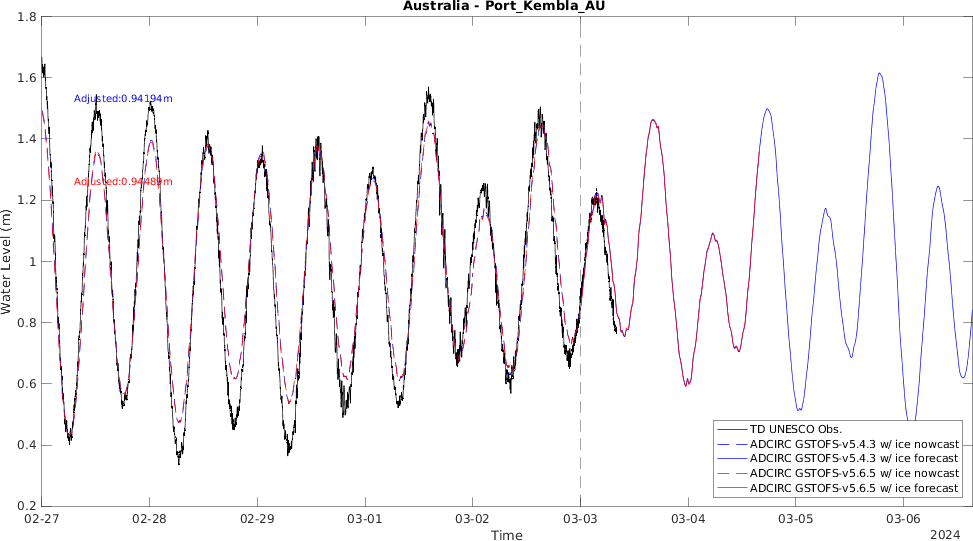 Australia - Port_Kembla_AU
1.8
1.6
1.4
1.2
1
0.8
0.6
0.4
0.2
Water Level (m)
Adjusted:0.94194m
Adjusted:0.94489m
TD UNESCO Obs.
ADCIRC GSTOFS-v5.4.3 w/ ice nowcast
ADCIRC GSTOFS-v5.4.3 w/ ice forecast
ADCIRC GSTOFS-v5.6.5 w/ ice nowcast
ADCIRC GSTOFS-v5.6.5 w/ ice forecast
02-27 02-28 02-29 03-01 03-02 03-03 03-04 03-05 03-06
Time
2024